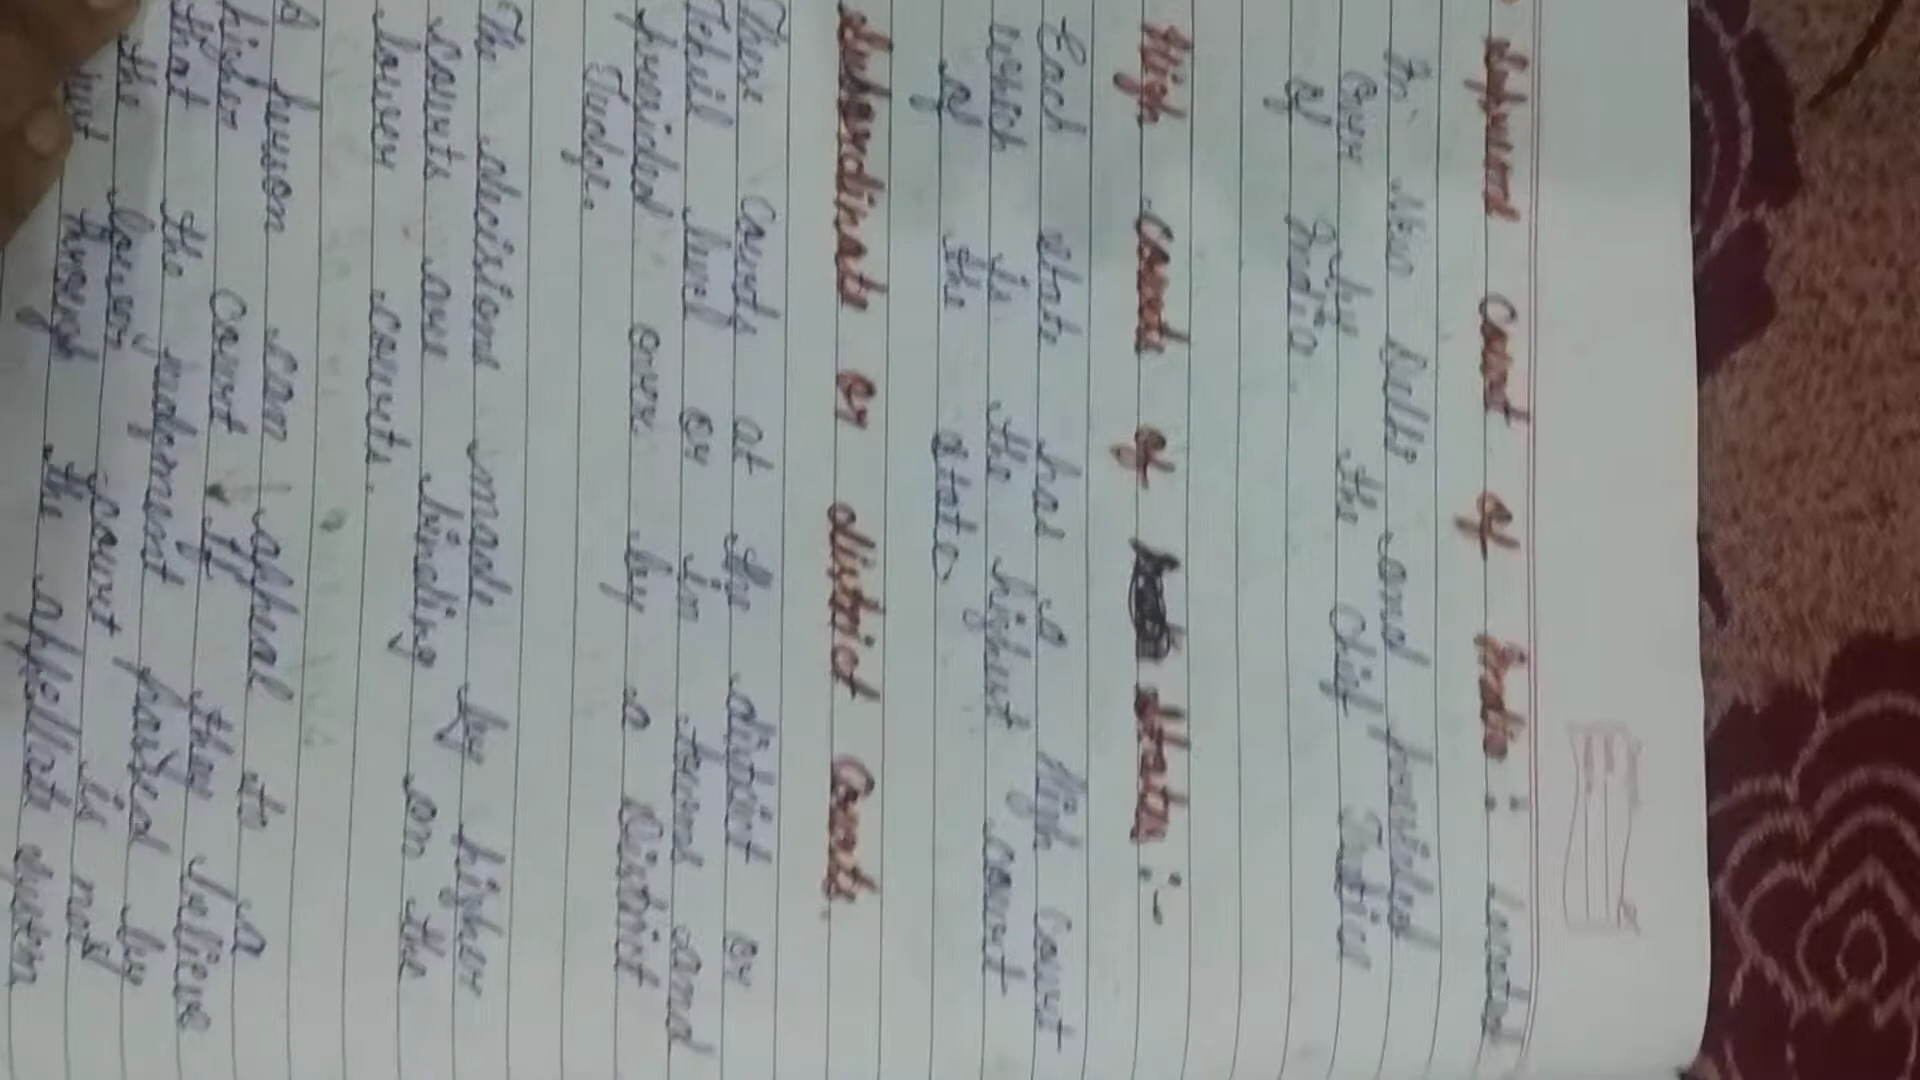 Supreme Court of India :- Located
In New Delhi and presided
Over by the Chief Justice
of India.
High Courts of states :-
Each state has a High Court
which is the highest court
of the state.
Subordinate or district Courts.
These Courts at the district or
Tehsil level or in towns and
presided over by a District
Judge.
The decisions made by higher
courts are binding on the
lower courts.
A person can appeal to a
higher Court if they believe
that the judgement passed by
the lower court is not
just through the appellate system